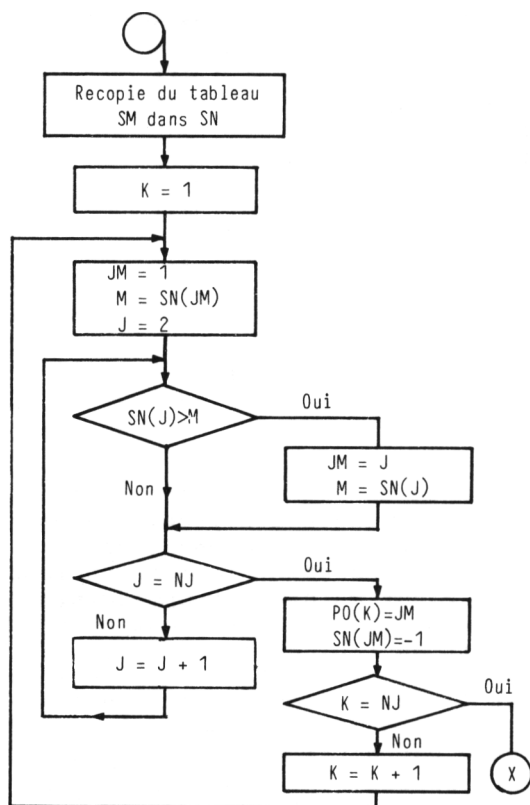 Recopie du tableau
SM dans SN
K = 1
JM = 1
M = SN(JM)
J = 2
SN(J)>M
Oui
JM = J
M = SN(J)
Non
J = NJ
Oui
PO(K)=JM
SN(JM)=-1
Non
J = J + 1
K = NJ
Oui
Non
K = K + 1
X